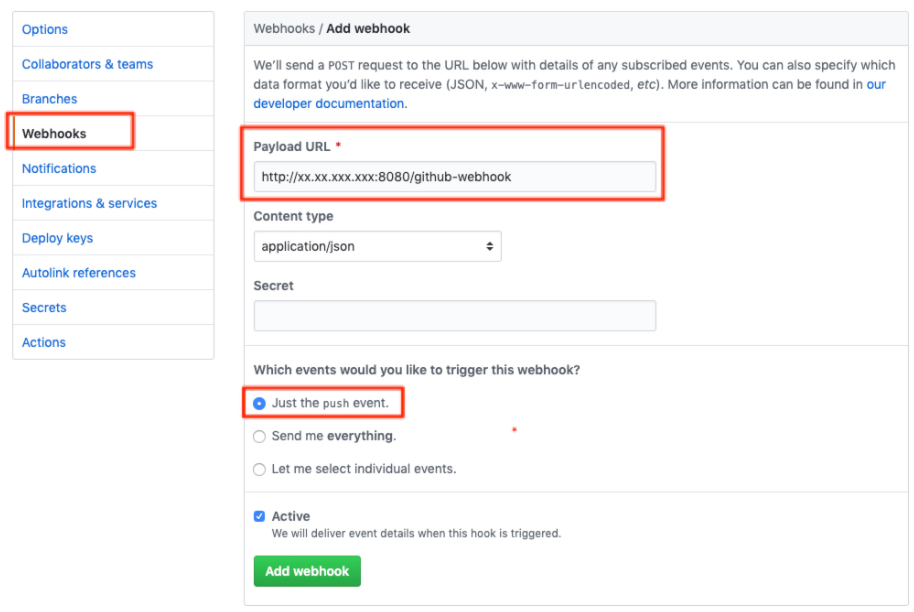 Options
Collaborators & teams
Branches
Webhooks
Notifications
Integrations & services
Deploy keys
Autolink references
Secrets
Actions
Webhooks / Add webhook
We'll send a POST request to the URL below with details of any subscribed events. You can also specify which
data format you'd like to receive (JSON, x-www-form-urlencoded, etc). More information can be found in our
developer documentation.
Payload URL *
http://xx.xx.xxx.xxx:8080/github-webhook
Content type
application/json
Secret
Which events would you like to trigger this webhook?
Just the push event.
Send me everything.
Let me select individual events.
Active
We will deliver event details when this hook is triggered.
Add webhook